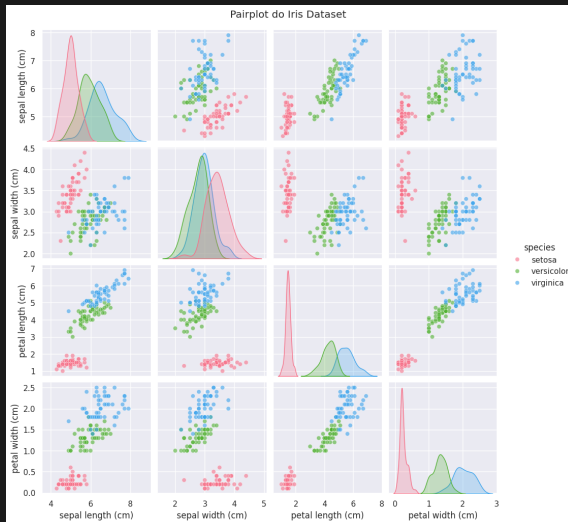 Pairplot do Iris Dataset
sepal length (cm)
8
7
6
5
sepal width (cm)
4.5
4.0
3.5
3.0
2.5
2.0
petal length (cm)
7
6
5
4
3
2
1
petal width (cm)
2.5
2.0
1.5
1.0
0.5
0.0
4 6 8
sepal length (cm)
2 3 4 5
sepal width (cm)
2 4 6 8
petal length (cm)
0 1 2 3
petal width (cm)
species
setosa
versicolor
virginica